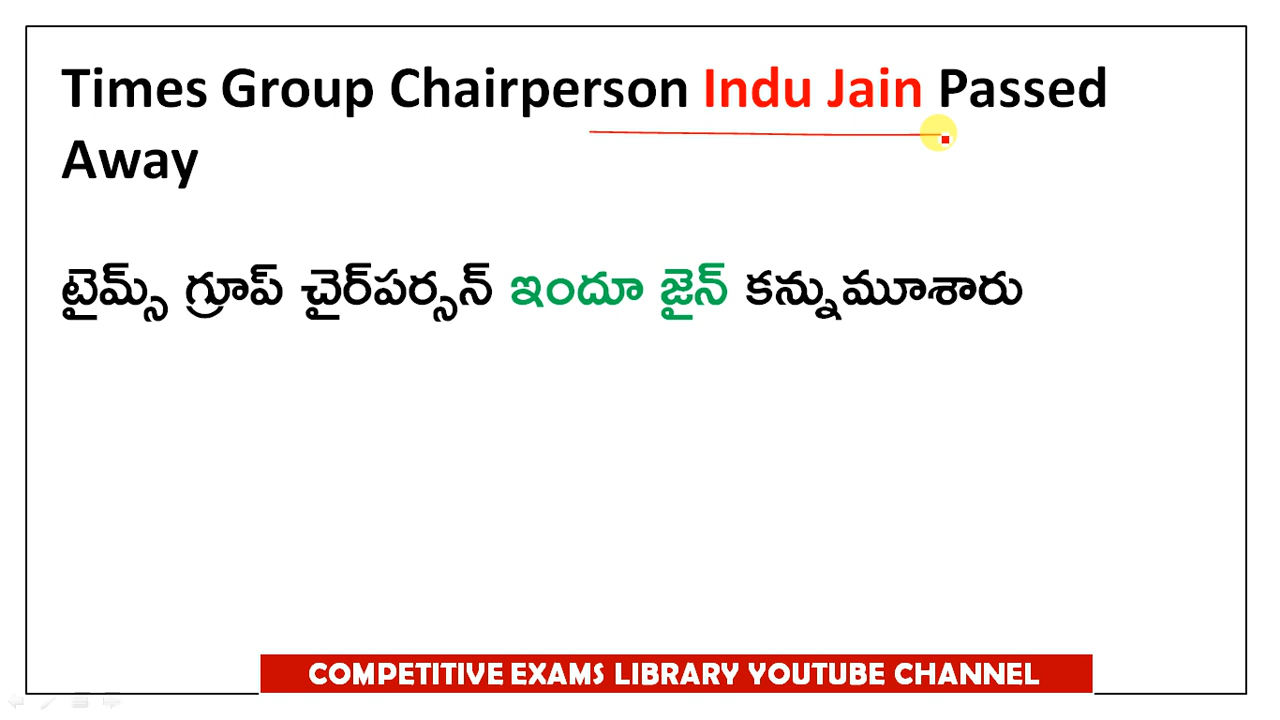 Times Group Chairperson Indu Jain Passed
Away
టైమ్స్ గ్రూప్ చైర్‌పర్సన్ ఇందూ జైన్ కన్నుమూశారు
COMPETITIVE EXAMS LIBRARY YOUTUBE CHANNEL